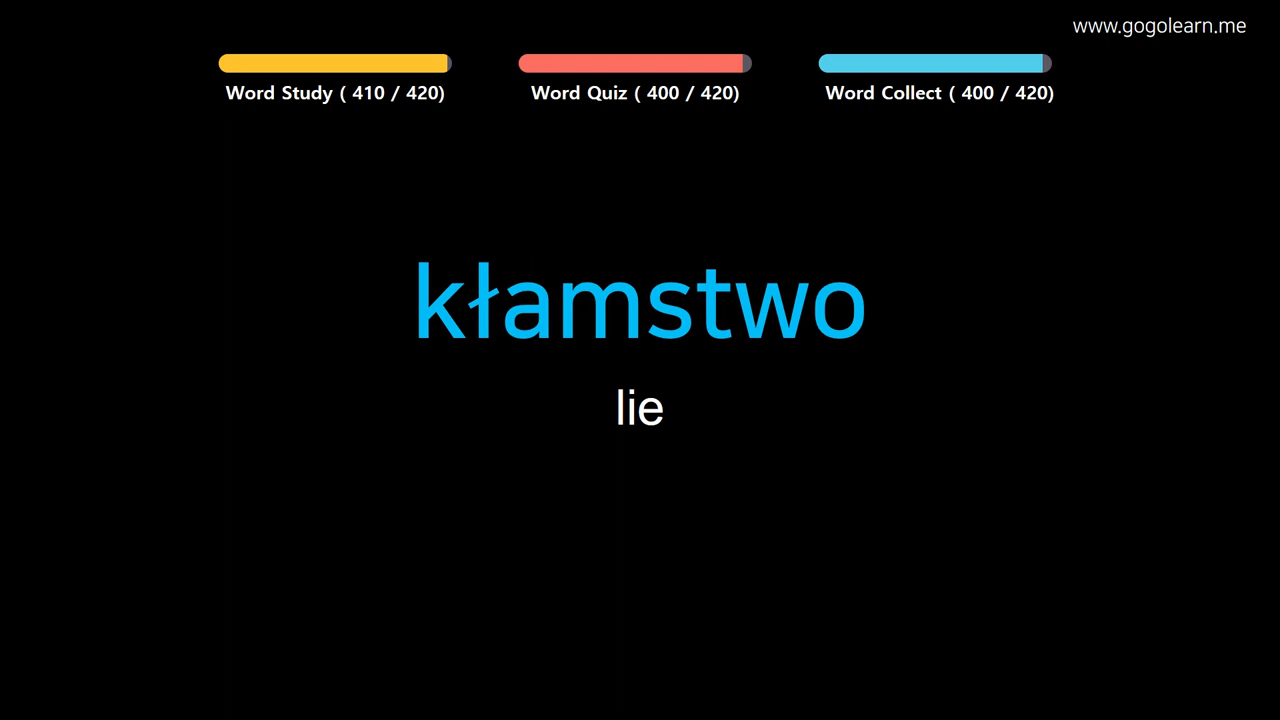 www.gogolearn.me
Word Study ( 410 / 420)
Word Quiz ( 400 / 420)
Word Collect ( 400 / 420)
kłamstwo
lie